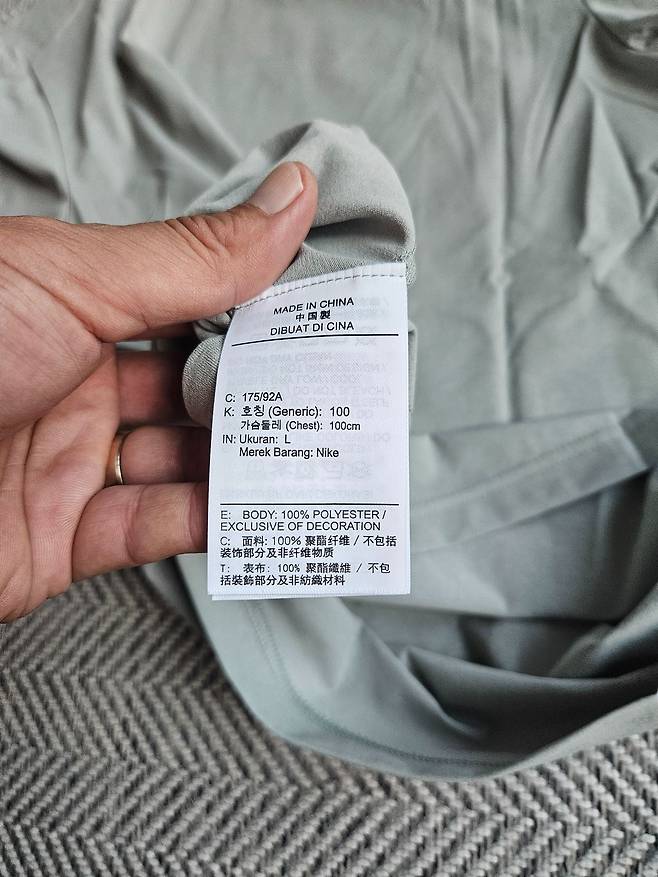 MADE IN CHINA
中国製
DIBUAT DI CINA
C: 175/92A
K: 호칭 (Generic): 100
가슴둘레 (Chest): 100cm
IN: Ukuran: L
Merek Barang: Nike
E: BODY: 100% POLYESTER /
EXCLUSIVE OF DECORATION
C: 面料: 100% 聚酯纤维 / 不包括
装饰部分及非纤维物质
T: 表布: 100% 聚酯纖維 / 不包
括裝飾部分及非紡織材料